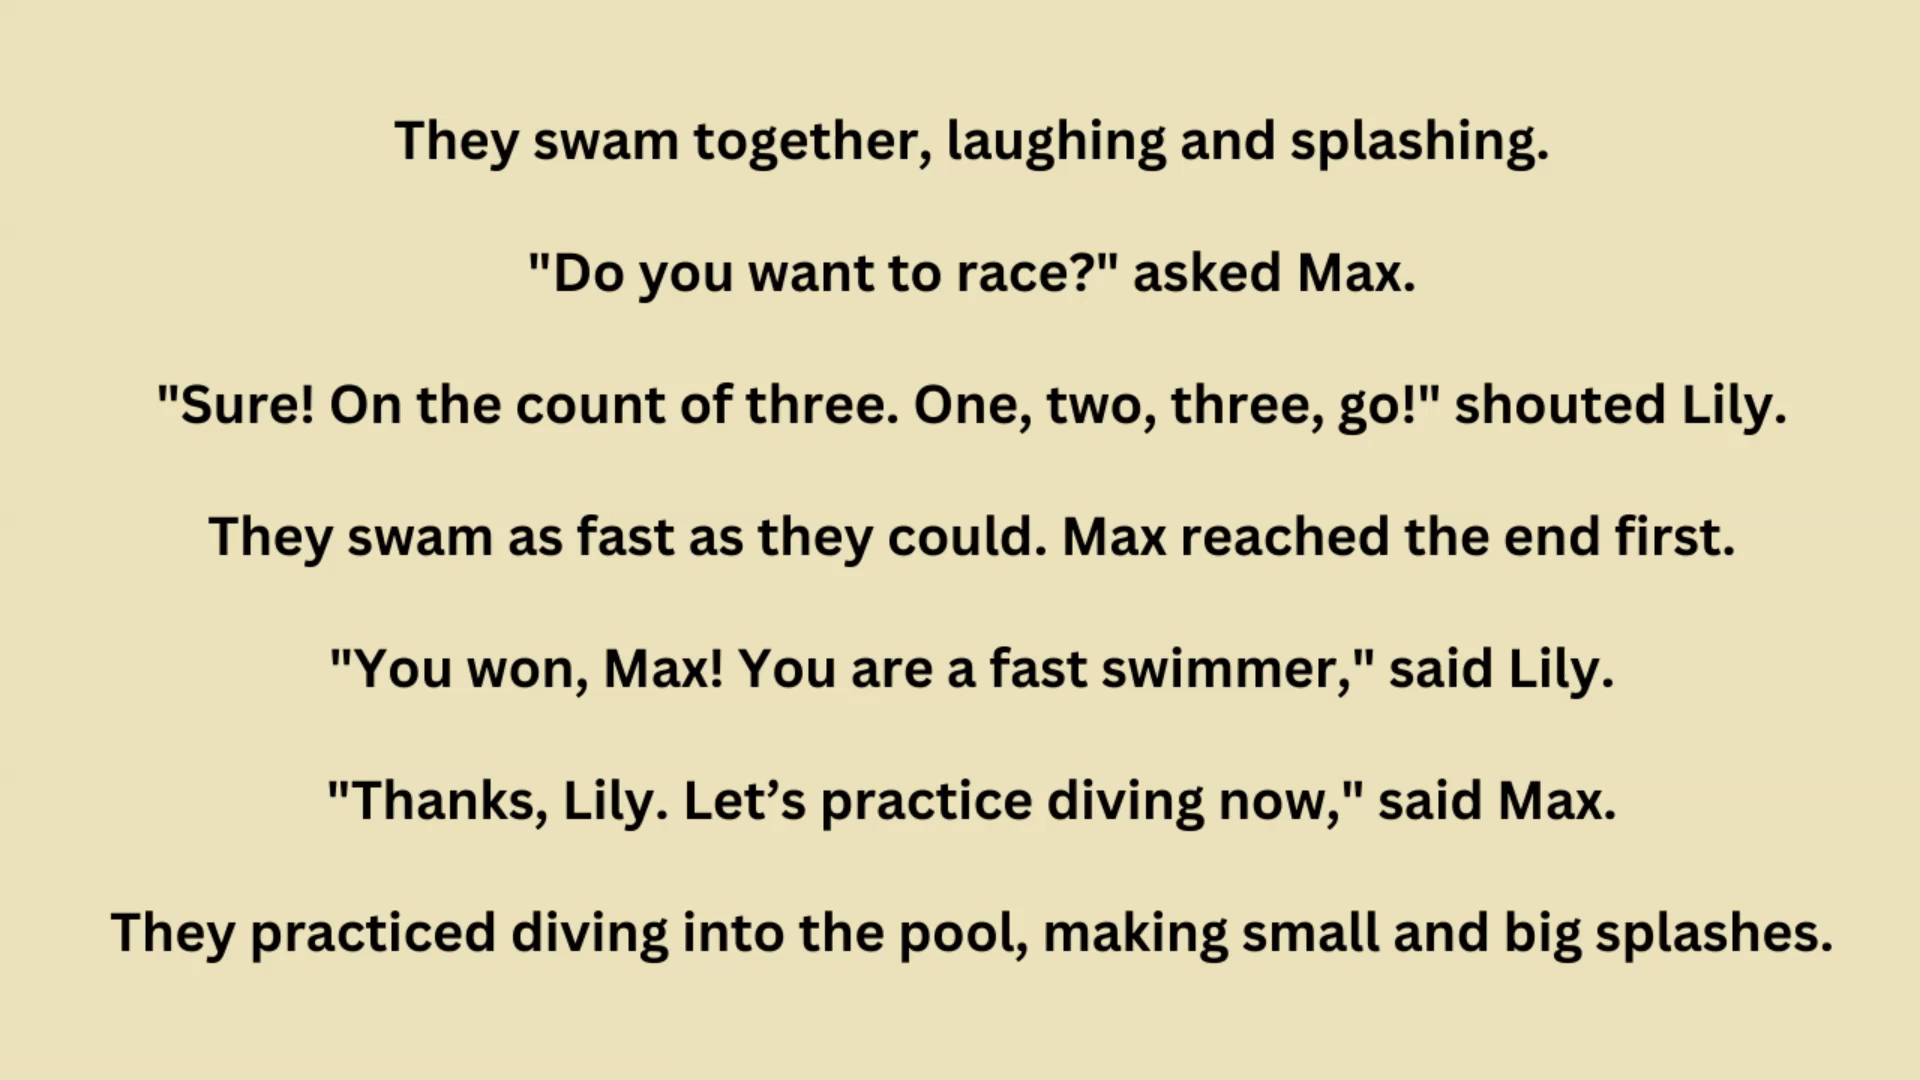 They swam together, laughing and splashing.
"Do you want to race?" asked Max.
"Sure! On the count of three. One, two, three, go!" shouted Lily.
They swam as fast as they could. Max reached the end first.
"You won, Max! You are a fast swimmer," said Lily.
"Thanks, Lily. Let’s practice diving now," said Max.
They practiced diving into the pool, making small and big splashes.